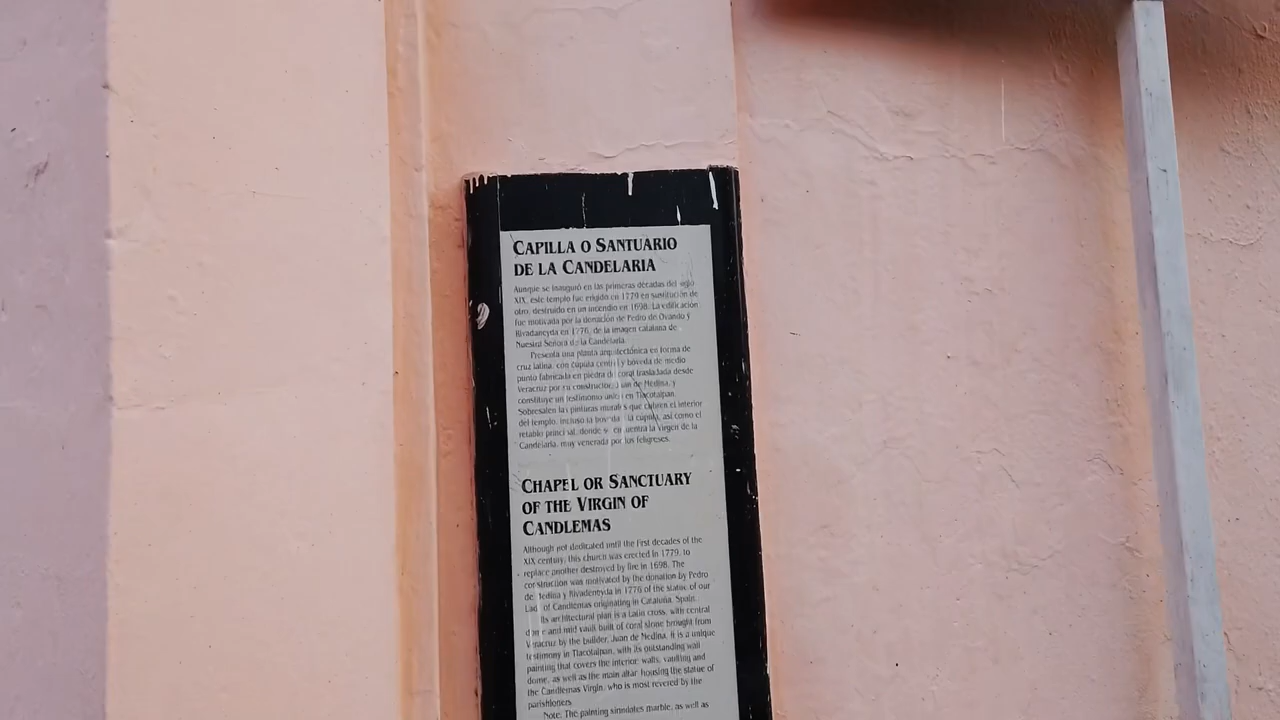 CAPILLA O SANTUARIO
DE LA CANDELARIA
Aunque se inauguró en las primeras décadas del siglo
XIX, este templo fue erigido en 1779 en sustitución de
otro, destruido en un incendio en 1698. La edificación
fue motivada por la donación de Pedro de Ovando y
Rivadeneyda en 1776, de la imagen catalana de
Nuestra Señora de la Candelaria.
Presenta una planta arquitectónica en forma de
cruz latina, con cúpula central y bóveda de medio
punto fabricada en piedra de coral trasladada desde
Veracruz por su constructor, Juan de Medina, y
constituye un testimonio único en Tlacotalpan.
Sobresalen las pinturas murales que cubren el interior
del templo, incluso la bóveda la cúpula, así como el
retablo principal, donde se encuentra la Virgen de la
Candelaria, muy venerada por los feligreses.
CHAPEL OR SANCTUARY
OF THE VIRGIN OF
CANDLEMAS
Although not dedicated until the first decades of the
XIX century, this church was erected in 1779, to
replace another destroyed by fire in 1698. The
construction was motivated by the donation by Pedro
de Medina y Rivadeneyda in 1776 of the statue of our
Lady of Candlemas originating in Cataluña, Spain.
Its architectural plan is a Latin cross, with central
dome and mid vault built of coral stone brought from
Veracruz by the builder, Juan de Medina. It is a unique
testimony in Tlacotalpan, with its outstanding wall
painting that covers the interior, walls, vaulting and
dome, as well as the main altar housing the statue of
the Candlemas Virgin, who is most revered by the
parishioners.
Note: The painting simulates marble, as well as